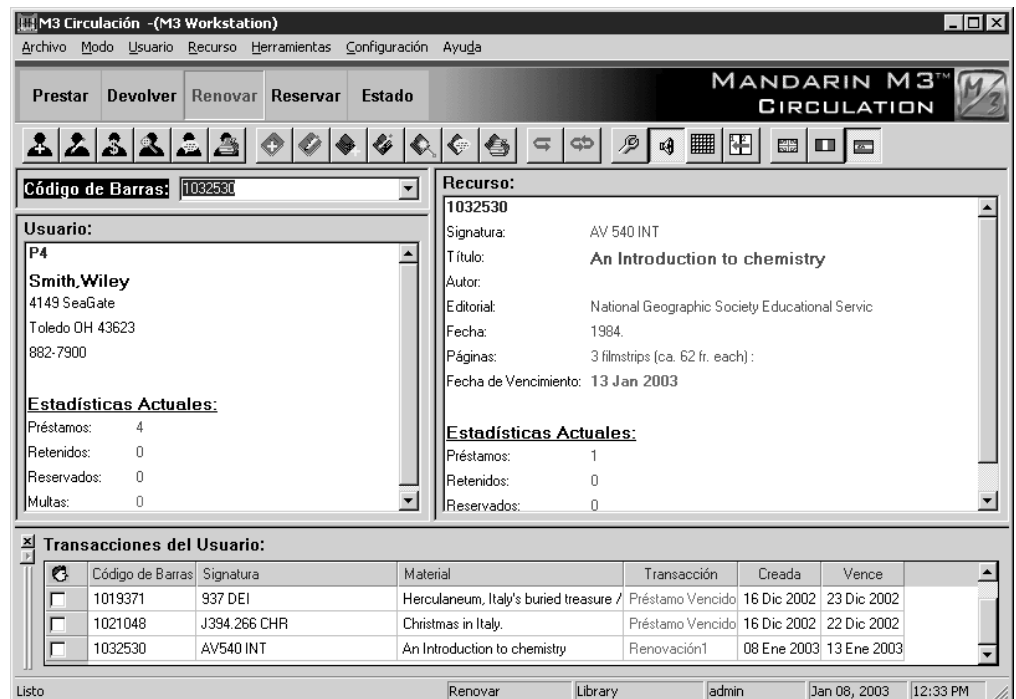 M3 Circulación -(M3 Workstation)
Archivo Modo Usuario Recurso Herramientas Configuración Ayuda
Prestar Devolver Renovar Reservar Estado
MANDARIN M3™
CIRCULATION
M3
Código de Barras: 1032530
Usuario:
P4
Smith,Wiley
4149 SeaGate
Toledo OH 43623
882-7900
Estadísticas Actuales:
Préstamos: 4
Retenidos: 0
Reservados: 0
Multas: 0
Recurso:
1032530
Signatura: AV 540 INT
Título: An Introduction to chemistry
Autor:
Editorial: National Geographic Society Educational Servic
Fecha: 1984.
Páginas: 3 filmstrips (ca. 62 fr. each) :
Fecha de Vencimiento: 13 Jan 2003
Estadísticas Actuales:
Préstamos: 1
Retenidos: 0
Reservados: 0
Transacciones del Usuario:
Código de Barras Signatura Material Transacción Creada Vence
1019371 937 DEI Herculaneum, Italy's buried treasure / Préstamo Vencido 16 Dic 2002 23 Dic 2002
1021048 J394.266 CHR Christmas in Italy. Préstamo Vencido 16 Dic 2002 22 Dic 2002
1032530 AV540 INT An Introduction to chemistry Renovación1 08 Ene 2003 13 Ene 2003
Listo Renovar Library admin Jan 08, 2003 12:33 PM